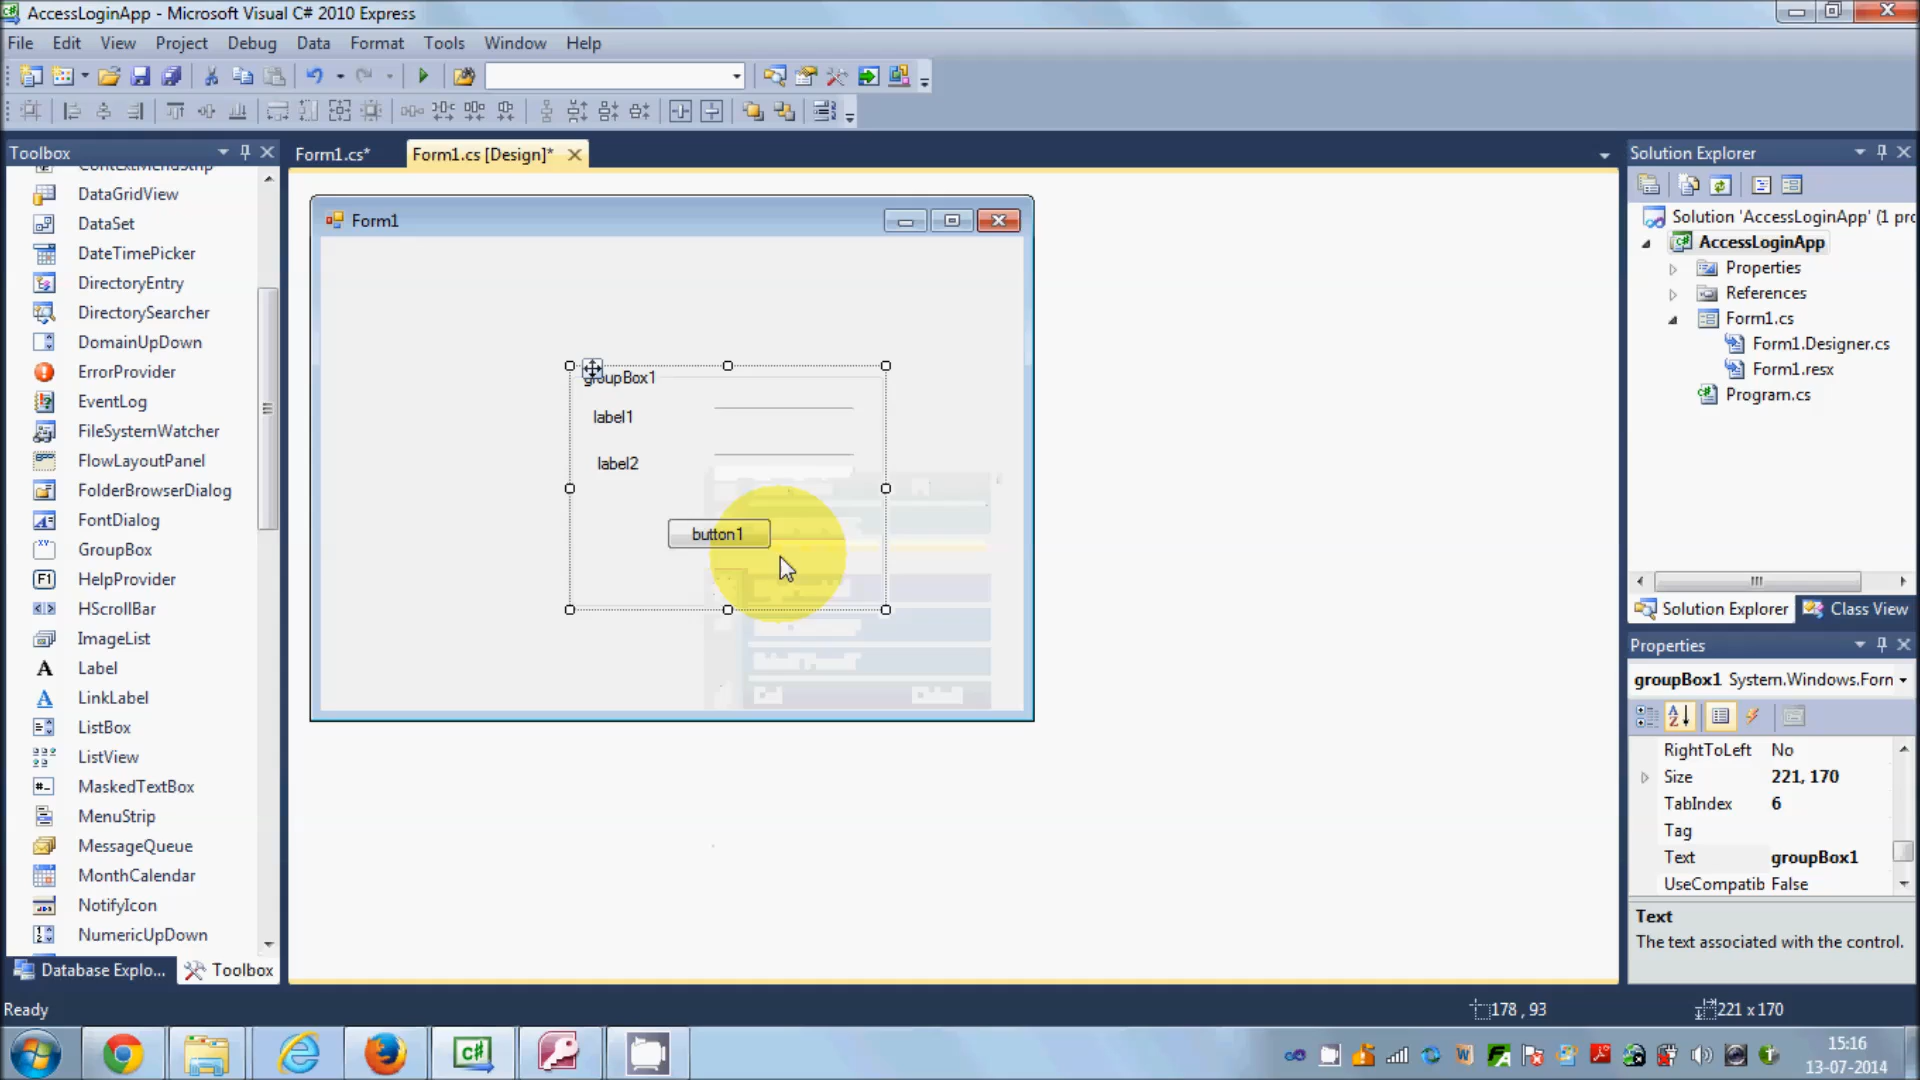 AccessLoginApp - Microsoft Visual C# 2010 Express
File Edit View Project Debug Data Format Tools Window Help
Toolbox
Form1.cs*
Form1.cs [Design]*
Solution Explorer
ContextMenuStrip
DataGridView
DataSet
DateTimePicker
DirectoryEntry
DirectorySearcher
DomainUpDown
ErrorProvider
EventLog
FileSystemWatcher
FlowLayoutPanel
FolderBrowserDialog
FontDialog
GroupBox
HelpProvider
HScrollBar
ImageList
Label
LinkLabel
ListBox
ListView
MaskedTextBox
MenuStrip
MessageQueue
MonthCalendar
NotifyIcon
NumericUpDown
Database Explo...
Toolbox
Form1
groupBox1
label1
label2
button1
Solution 'AccessLoginApp' (1 pro
AccessLoginApp
Properties
References
Form1.cs
Form1.Designer.cs
Form1.resx
Program.cs
Solution Explorer
Class View
Properties
groupBox1 System.Windows.Forn
RightToLeft No
Size 221, 170
TabIndex 6
Tag
Text groupBox1
UseCompatib False
Text
The text associated with the control.
Ready
178 , 93
221 x 170
15:16
13-07-2014